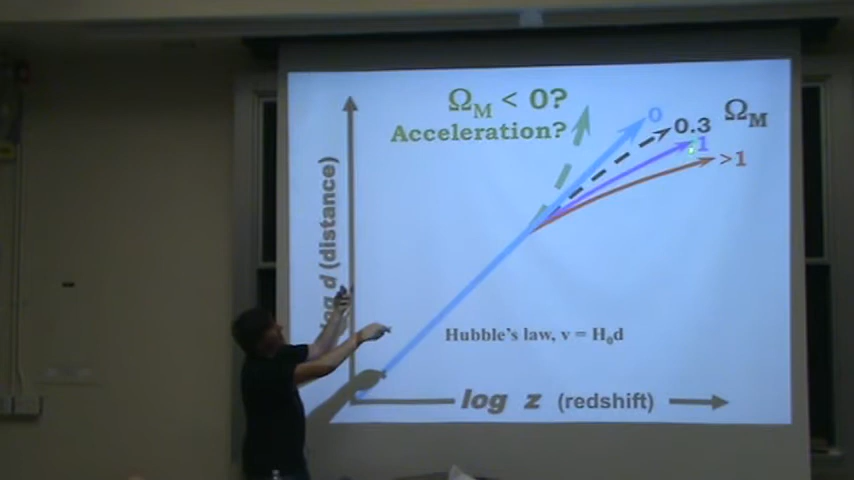 Ω_M < 0?
Acceleration?
0
0.3
Ω_M
1
>1
log d (distance)
Hubble's law, v = H₀d
log z (redshift)